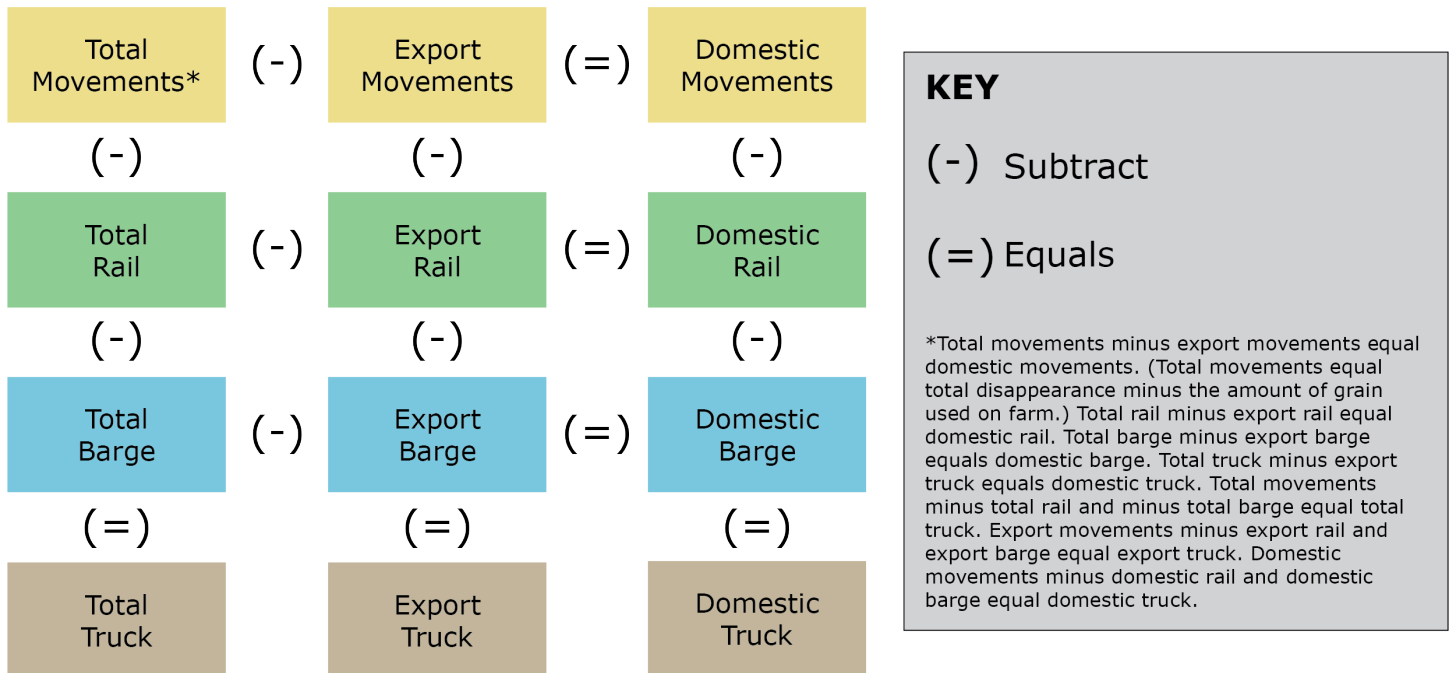 Total
Movements*
(-)
Export
Movements
(=)
Domestic
Movements
(-)
(-)
(-)
Total
Rail
(-)
Export
Rail
(=)
Domestic
Rail
(-)
(-)
(-)
Total
Barge
(-)
Export
Barge
(=)
Domestic
Barge
(=)
(=)
(=)
Total
Truck
Export
Truck
Domestic
Truck
KEY
(-) Subtract
(=) Equals
*Total movements minus export movements equal
domestic movements. (Total movements equal
total disappearance minus the amount of grain
used on farm.) Total rail minus export rail equal
domestic rail. Total barge minus export barge
equals domestic barge. Total truck minus export
truck equals domestic truck. Total movements
minus total rail and minus total barge equal total
truck. Export movements minus export rail and
export barge equal export truck. Domestic
movements minus domestic rail and domestic
barge equal domestic truck.